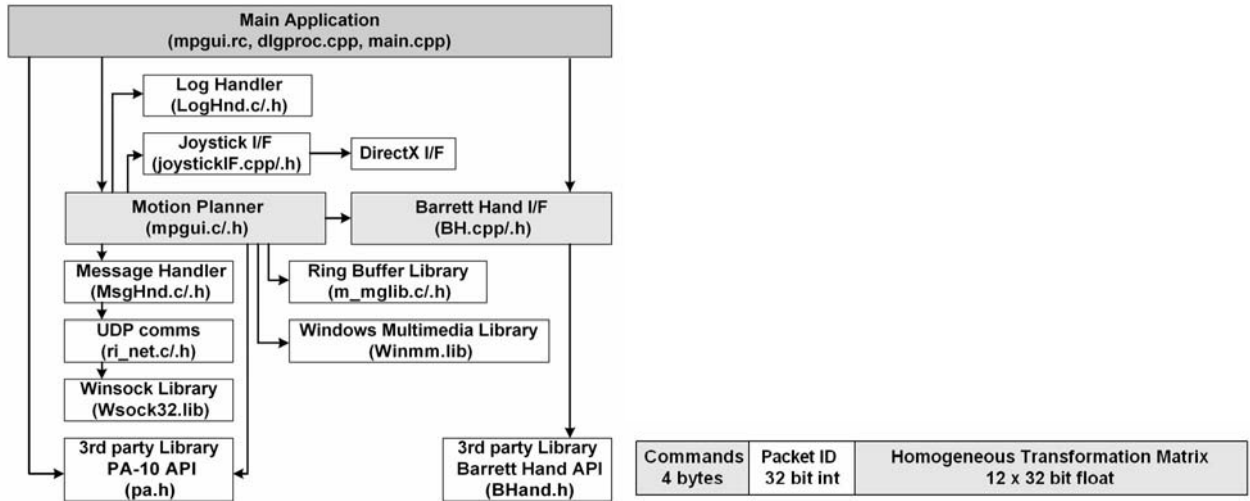 Main Application
(mpgui.rc, dlgproc.cpp, main.cpp)
Log Handler
(LogHnd.c/.h)
Joystick I/F
(joystickIF.cpp/.h)
DirectX I/F
Motion Planner
(mpgui.c/.h)
Barrett Hand I/F
(BH.cpp/.h)
Message Handler
(MsgHnd.c/.h)
Ring Buffer Library
(m_mglib.c/.h)
UDP comms
(ri_net.c/.h)
Windows Multimedia Library
(Winmm.lib)
Winsock Library
(Wsock32.lib)
3rd party Library
PA-10 API
(pa.h)
3rd party Library
Barrett Hand API
(BHand.h)
Commands
4 bytes
Packet ID
32 bit int
Homogeneous Transformation Matrix
12 x 32 bit float